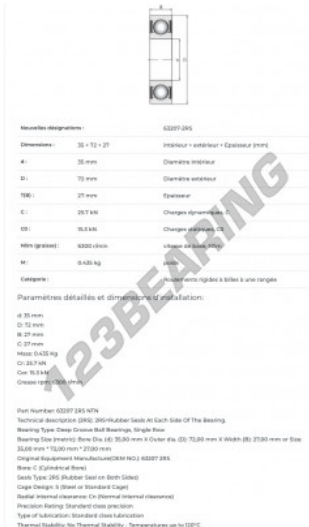 B
Nouvelles désignations :
63207-2RS
Dimensions :
35 × 72 × 27
Intérieur × extérieur × Epaisseur (mm)
d :
35 mm
Diamètre intérieur
D :
72 mm
Diamètre extérieur
T(B) :
27 mm
Epaisseur
C :
25.7 kN
Charges dynamiques, C
C0 :
15.3 kN
Charges statiques, C0
Nlim (graisse) :
6300 r/min
M :
0.435 kg
poids
Catégorie :
Roulements rigides à billes à une rangée
Paramètres détaillés et dimensions d'installation:
d: 35 mm
D: 72 mm
B: 27 mm
C: 27 mm
Mass: 0.435 Kg
Cr: 25.7 kN
Cor: 15.3 kN
Grease rpm: 6300 r/min
Part Number: 63207 2RS NTN
Technical description (2RS): 2RS=Rubber Seals At Each Side Of The Bearing.
Bearing Type: Deep Groove Ball Bearings, Single Row
Bearing Size (metric): Bore Dia. (d): 35,00 mm X Outer dia. (D): 72,00 mm X Width (B): 27,00 mm or Size
35,00 mm * 72,00 mm * 27,00 mm
Original Equipment Manufacture(OEM NO.): 63207 2RS
Bore: C (Cylindrical Bore)
Seals Type: 2RS (Rubber Seal on Both Sides)
Cage Design: S (Steel or Standard Cage)
Radial internal clearance: Cn (Normal internal clearance)
Precision Rating: Standard class precision
Type of lubrication: Standard class lubrication
Thermal Stability: No Thermal Stability - Temperatures up to 120°C
123BEARING